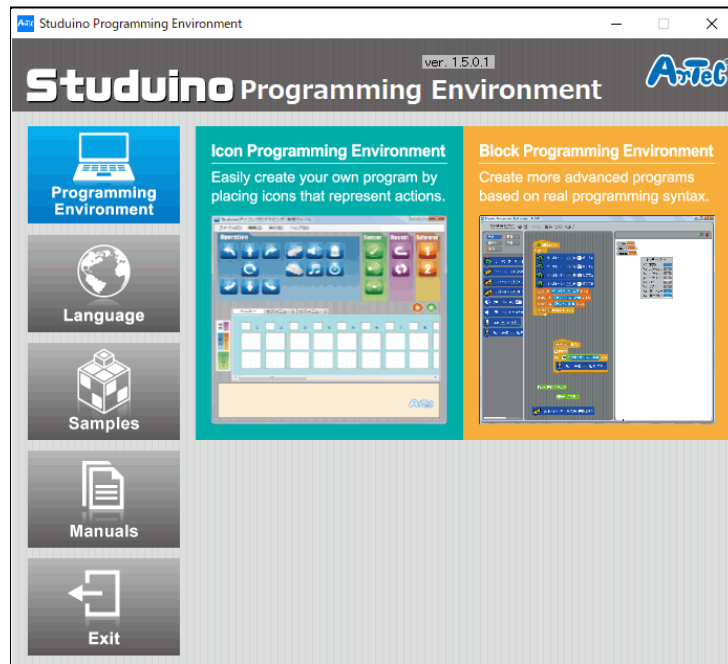 Studuino Programming Environment
ver. 1.5.0.1
Studuino Programming Environment
ArTeC
Programming
Environment
Language
Samples
Manuals
Exit
Icon Programming Environment
Easily create your own program by
placing icons that represent actions.
Block Programming Environment
Create more advanced programs
based on real programming syntax.